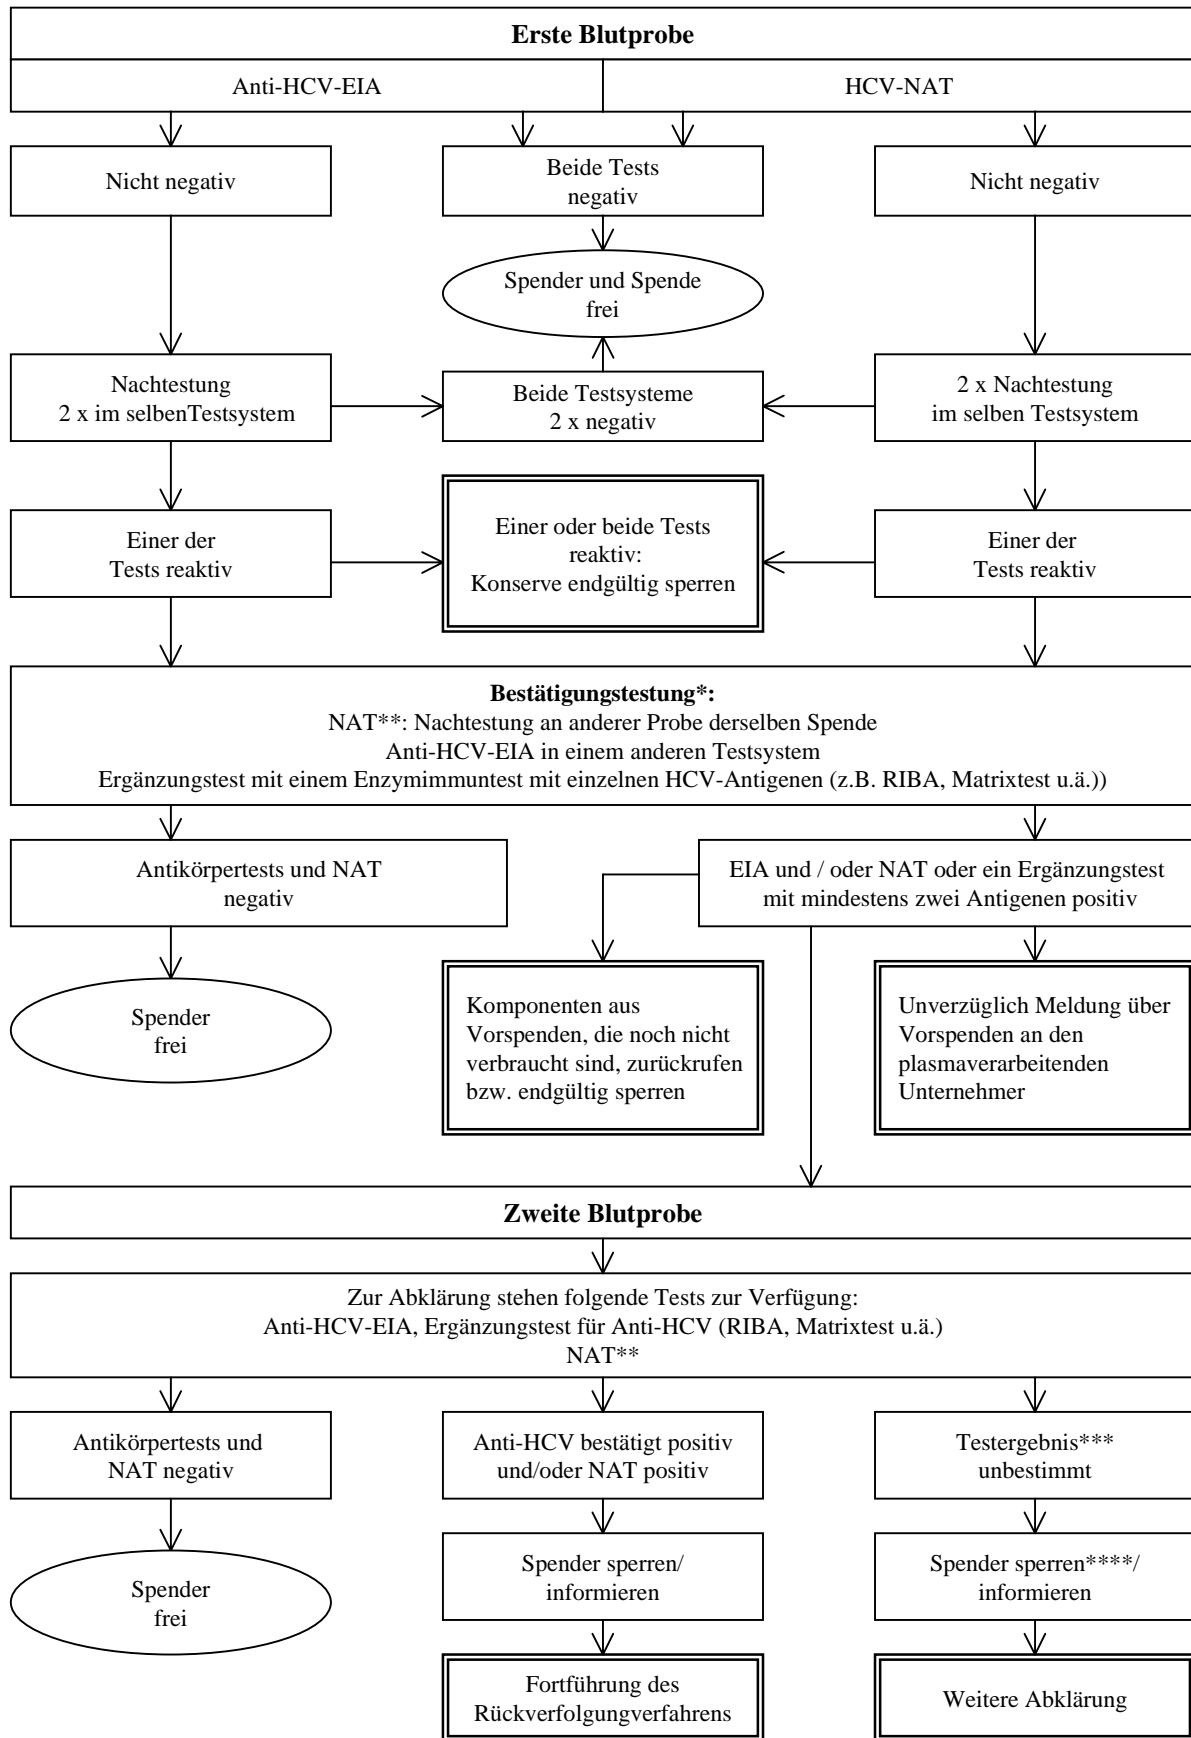 Erste Blutprobe
Anti-HCV-EIA
HCV-NAT
Nicht negativ
Beide Tests
negativ
Nicht negativ
Spender und Spende
frei
Nachtestung
2 x im selbenTestsystem
Beide Testsysteme
2 x negativ
2 x Nachtestung
im selben Testsystem
Einer der
Tests reaktiv
Einer oder beide Tests
reaktiv:
Konserve endgültig sperren
Einer der
Tests reaktiv
Bestätigungstestung*:
NAT**: Nachtestung an anderer Probe derselben Spende
Anti-HCV-EIA in einem anderen Testsystem
Ergänzungstest mit einem Enzymimmuntest mit einzelnen HCV-Antigenen (z.B. RIBA, Matrixtest u.ä.))
Antikörpertests und NAT
negativ
EIA und / oder NAT oder ein Ergänzungstest
mit mindestens zwei Antigenen positiv
Spender
frei
Komponenten aus
Vorspenden, die noch nicht
verbraucht sind, zurückrufen
bzw. endgültig sperren
Unverzüglich Meldung über
Vorspenden an den
plasmaverarbeitenden
Unternehmer
Zweite Blutprobe
Zur Abklärung stehen folgende Tests zur Verfügung:
Anti-HCV-EIA, Ergänzungstest für Anti-HCV (RIBA, Matrixtest u.ä.)
NAT**
Antikörpertests und
NAT negativ
Anti-HCV bestätigt positiv
und/oder NAT positiv
Testergebnis***
unbestimmt
Spender
frei
Spender sperren/
informieren
Spender sperren****/
informieren
Fortführung des
Rückverfolgungverfahrens
Weitere Abklärung